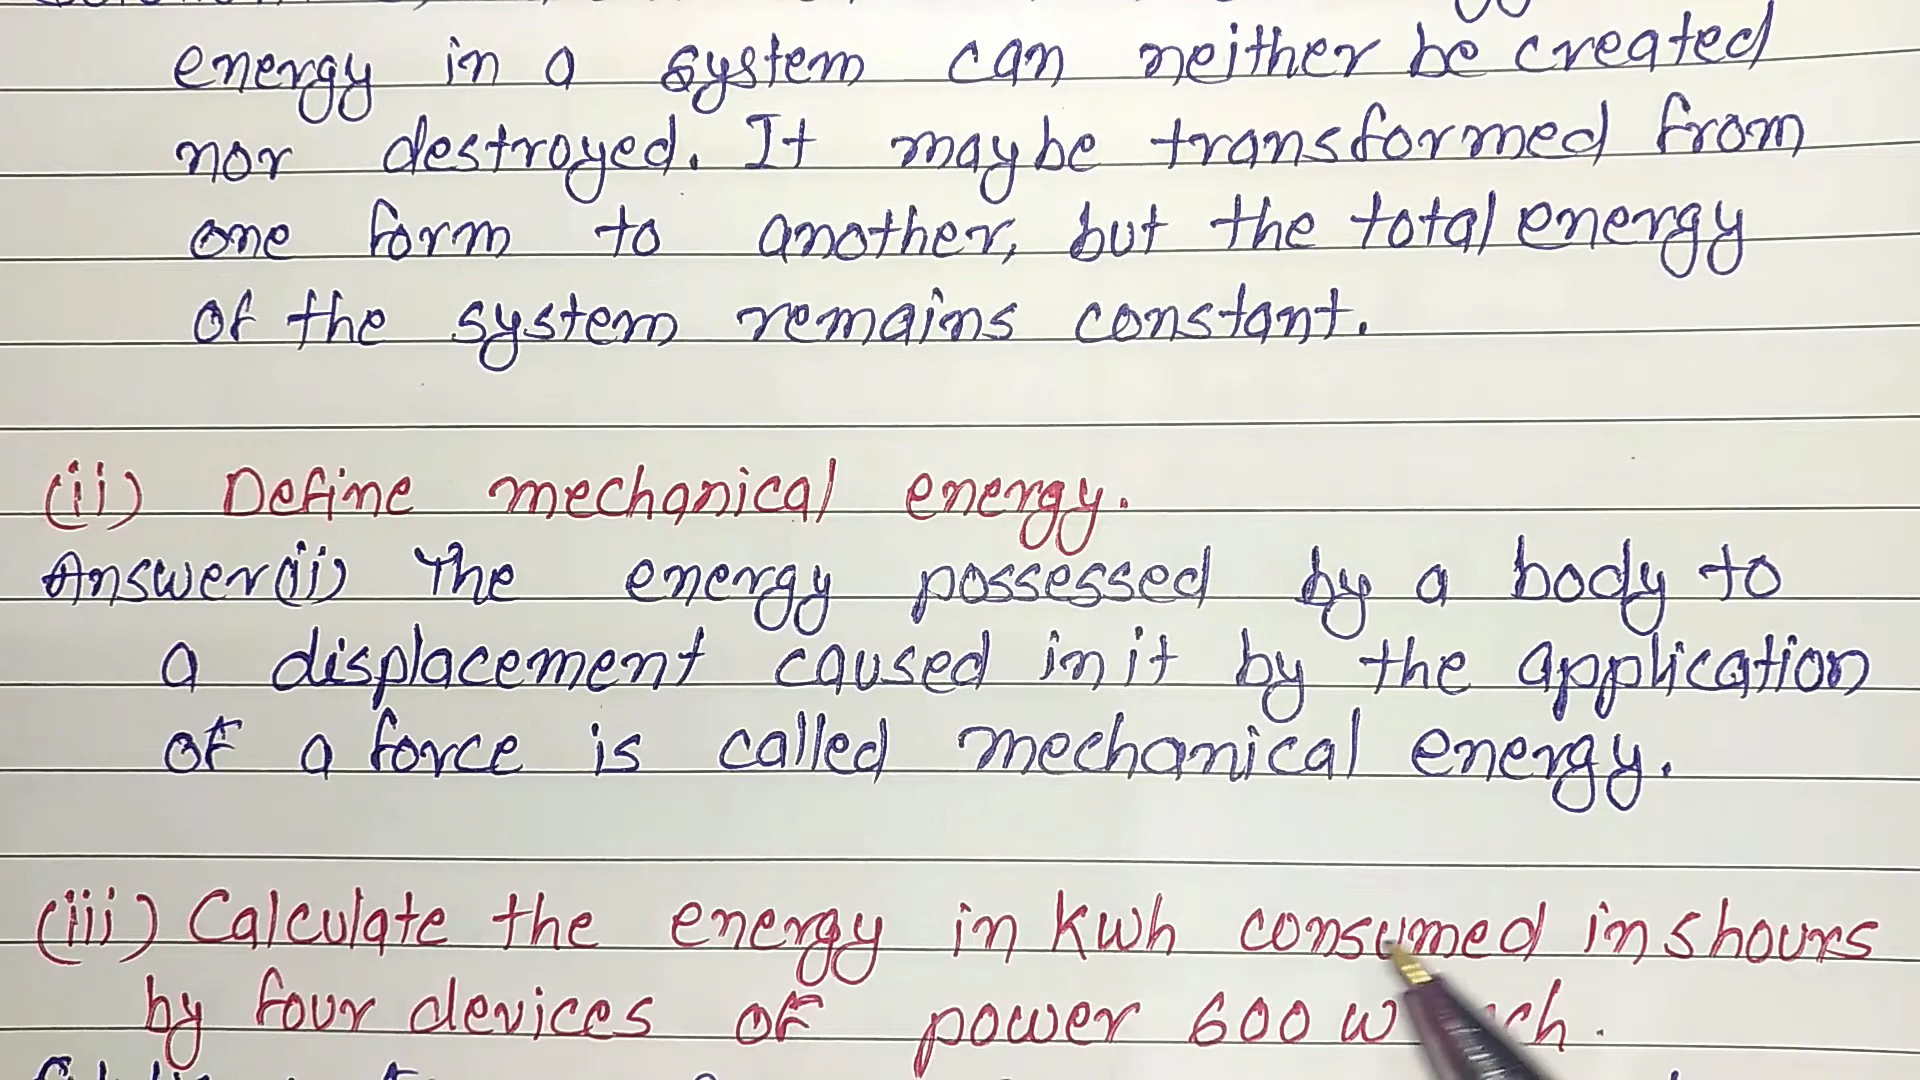 energy in a system can neither be created
nor destroyed. It may be transformed from
one form to another, but the total energy
of the system remains constant.
(ii) Define mechanical energy.
Answer(ii) The energy possessed by a body to
a displacement caused in it by the application
of a force is called mechanical energy.
(iii) Calculate the energy in kwh consumed in 5 hours
by four devices of power 600 W